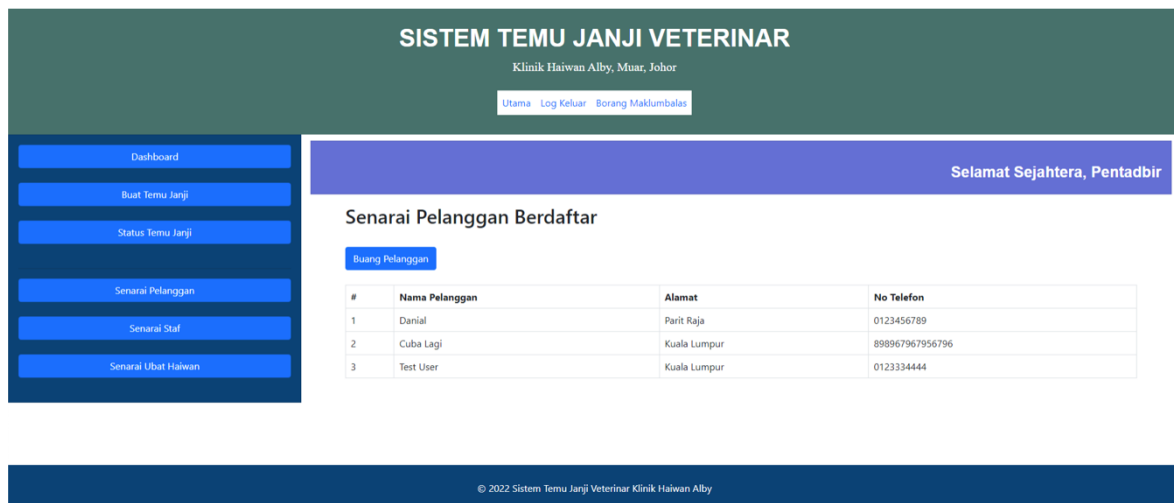 SISTEM TEMU JANJI VETERINAR
Klinik Haiwan Alby, Muar, Johor
Utama Log Keluar Borang Maklumbalas
Dashboard
Buat Temu Janji
Status Temu Janji
Senarai Pelanggan
Senarai Staf
Senarai Ubat Haiwan
Selamat Sejahtera, Pentadbir
Senarai Pelanggan Berdaftar
Buang Pelanggan
# Nama Pelanggan Alamat No Telefon
1 Danial Parit Raja 0123456789
2 Cuba Lagi Kuala Lumpur 898967967956796
3 Test User Kuala Lumpur 0123334444
© 2022 Sistem Temu Janji Veterinar Klinik Haiwan Alby